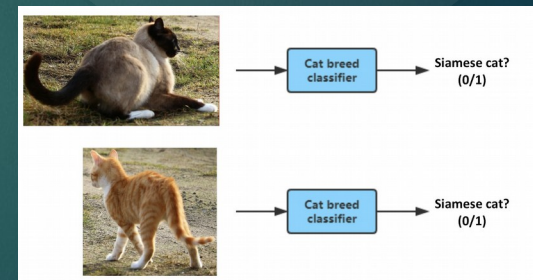 Cat breed
classifier
Siamese cat?
(0/1)
Cat breed
classifier
Siamese cat?
(0/1)